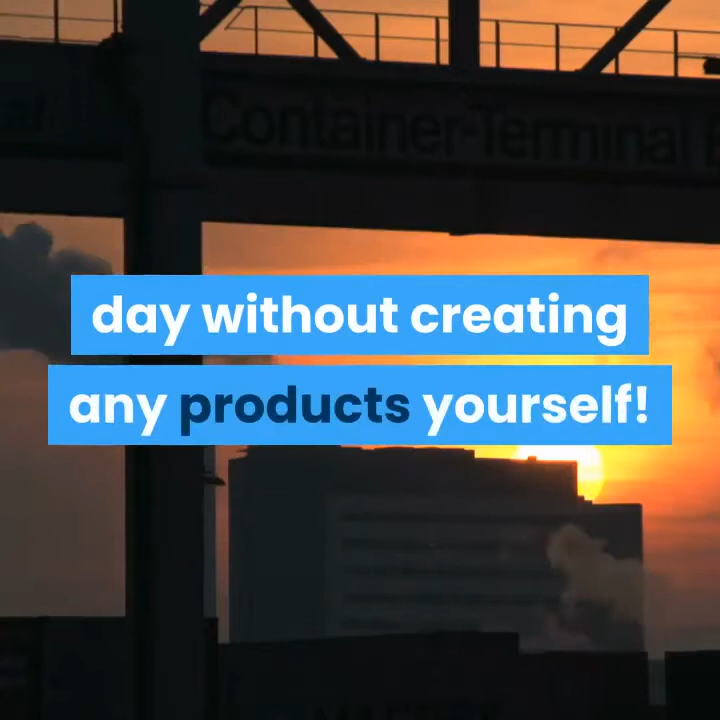 Container-Terminal
day without creating
any products yourself!